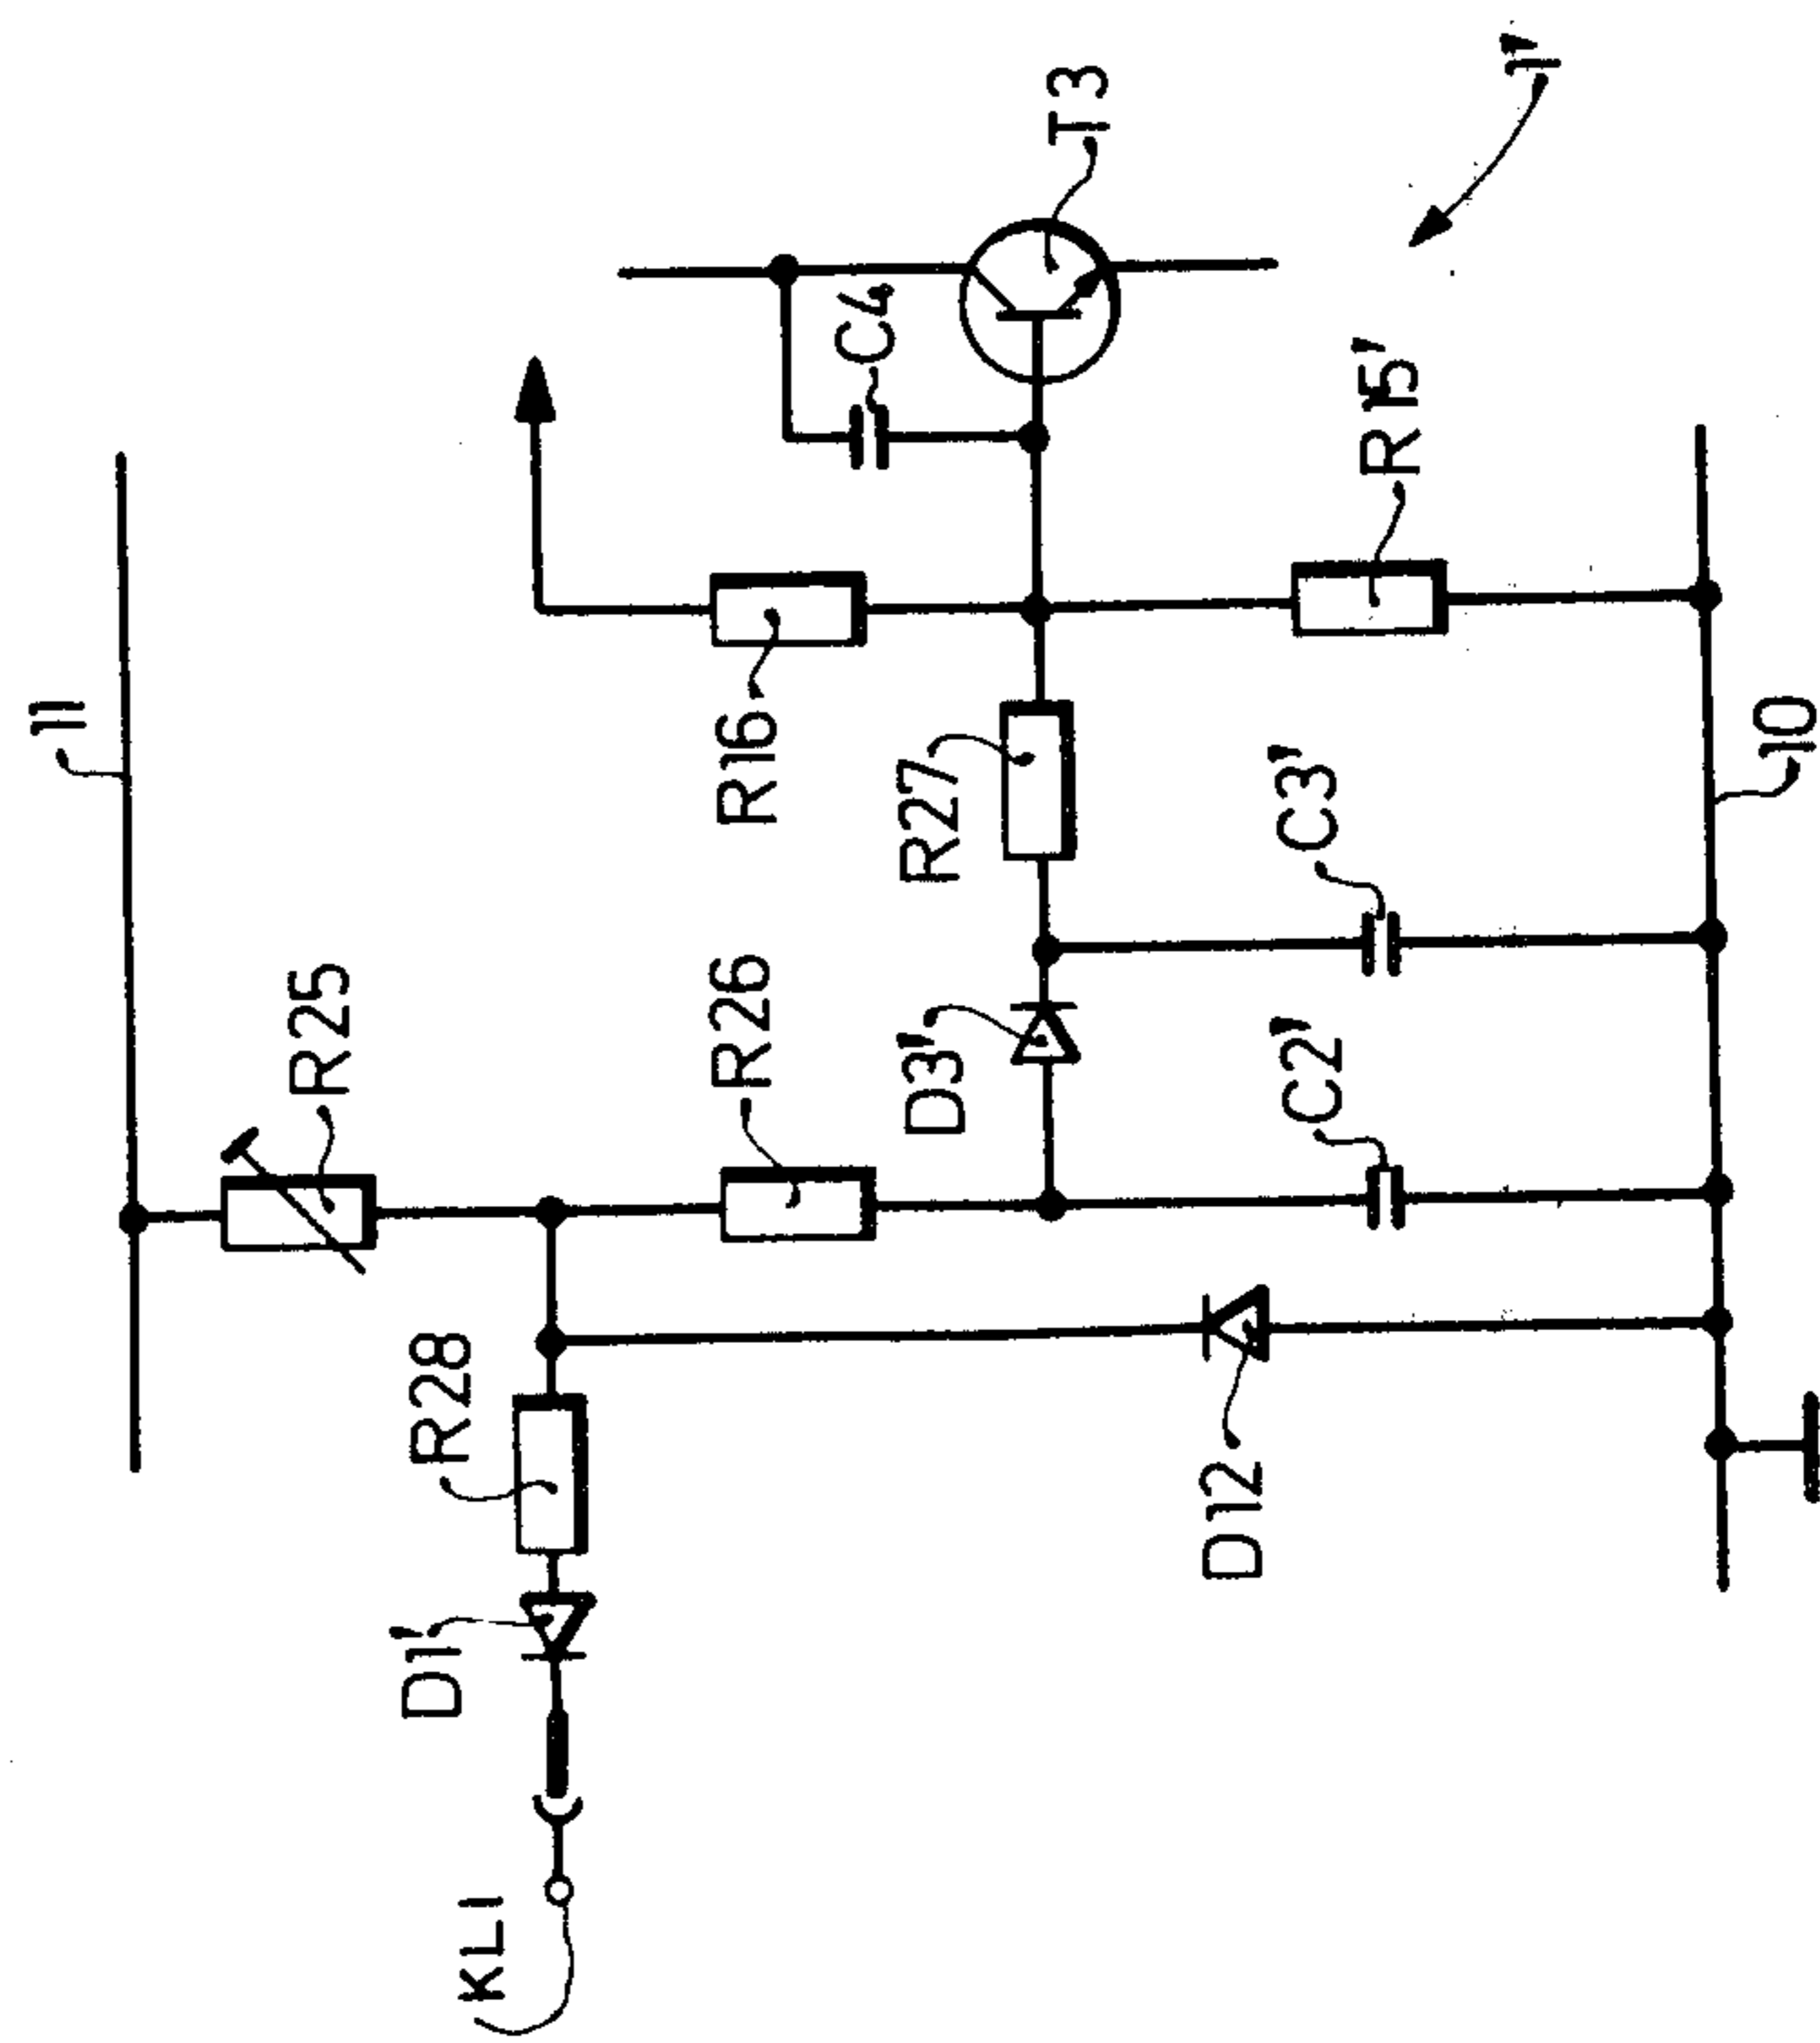 11
R25
D1'
R28
KL1
R26
R16
C4
D3'
R27
T3
D12
C2'
C3'
R15'
1'
10